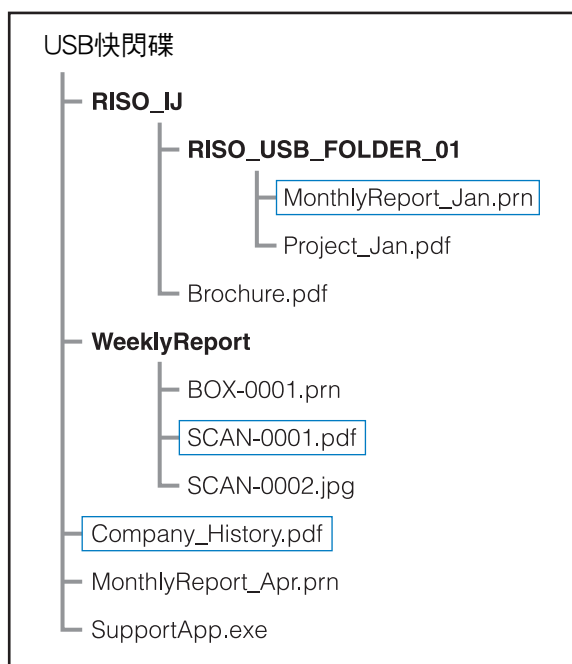 USB快閃碟
RISO_IJ
RISO_USB_FOLDER_01
MonthlyReport_Jan.prn
Project_Jan.pdf
Brochure.pdf
WeeklyReport
BOX-0001.prn
SCAN-0001.pdf
SCAN-0002.jpg
Company_History.pdf
MonthlyReport_Apr.prn
SupportApp.exe